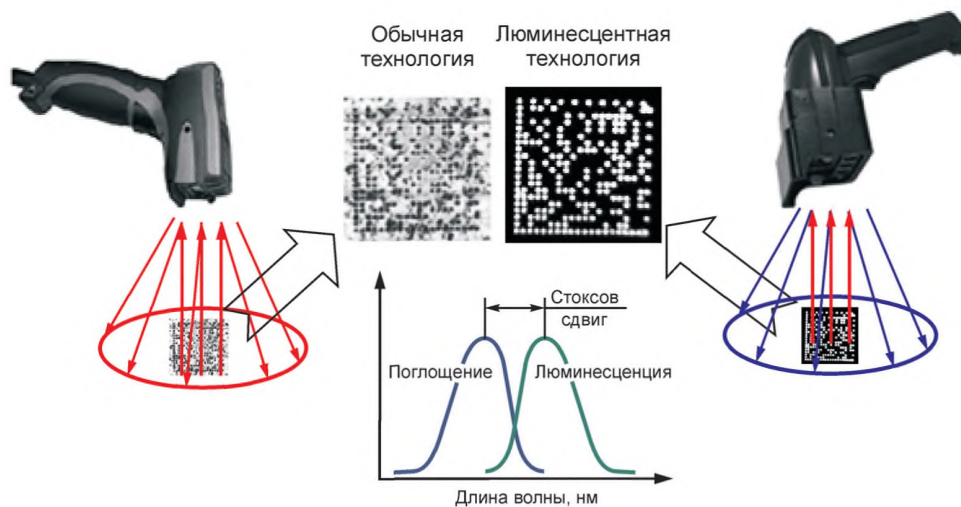 Обычная
технология
Люминесцентная
технология
Стоксов
сдвиг
Поглощение
Люминесценция
Длина волны, нм